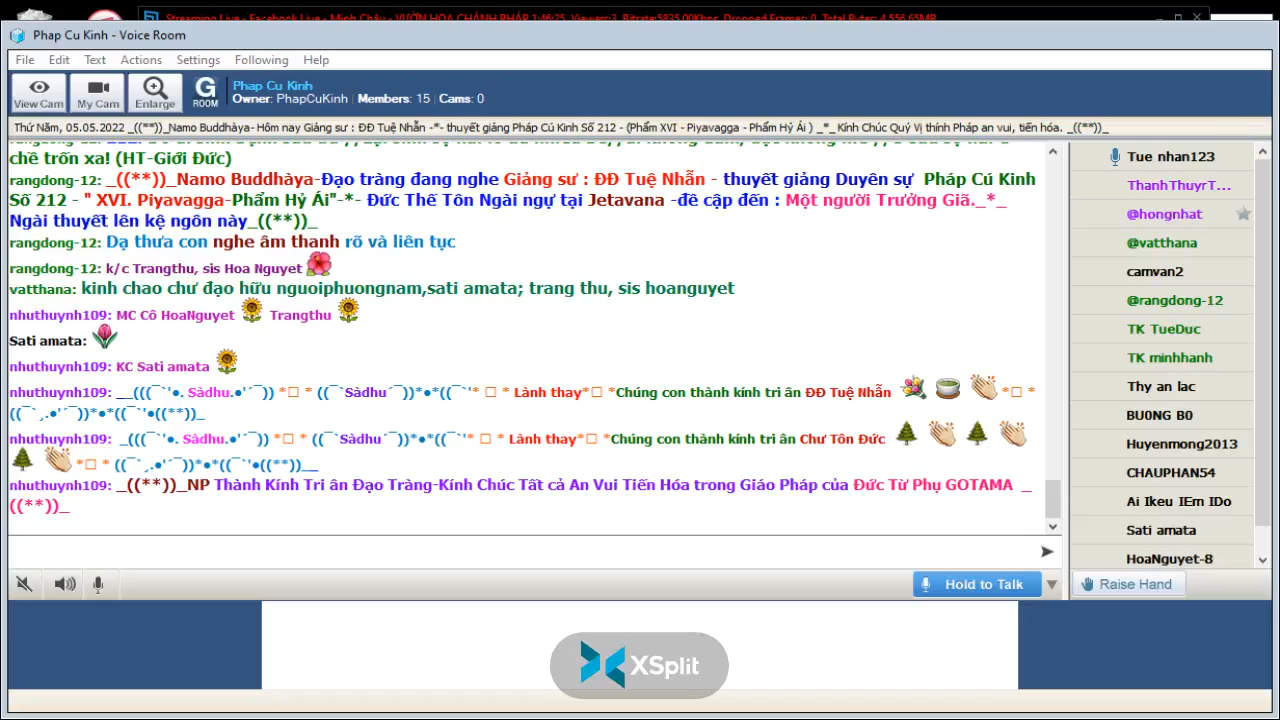 Streaming Live - Facebook Live - Minh Châu - VƯỜN HOA CHÁNH PHÁP 1:46:25, Viewers:3, Bitrate:5835.00Kbps, Dropped Frames: 0, Total Bytes: 4,556.65MB
Phap Cu Kinh - Voice Room
File Edit Text Actions Settings Following Help
View Cam My Cam Enlarge G ROOM
Phap Cu Kinh
Owner: PhapCuKinh Members: 15 Cams: 0
Thứ Năm, 05.05.2022 _((**))_Namo Buddhàya- Hôm nay Giảng sư : ĐĐ Tuệ Nhẫn -*- thuyết giảng Pháp Cú Kinh Số 212 - (Phẩm XVI - Piyavagga - Phẩm Hỷ Ái ) _*_ Kính Chúc Quý Vị thính Pháp an vui, tiến hóa. _((**))_
chề trốn xa! (HT-Giới Đức)
rangdong-12: _((**))_Namo Buddhàya-Đạo tràng đang nghe Giảng sư : ĐĐ Tuệ Nhẫn - thuyết giảng Duyên sự Pháp Cú Kinh
Số 212 - " XVI. Piyavagga-Phẩm Hỷ Ái"-*- Đức Thế Tôn Ngài ngự tại Jetavana -đề cập đến : Một người Trưởng Giã._*_
Ngài thuyết lên kệ ngôn này_((**))_
rangdong-12: Dạ thưa con nghe âm thanh rõ và liên tục
rangdong-12: k/c Trangthu, sis Hoa Nguyet
vatthana: kinh chao chư đạo hữu nguoiphuongnam,sati amata; trang thu, sis hoanguyet
nhuthuynh109: MC Cô HoaNguyet Trangthu
Sati amata:
nhuthuynh109: KC Sati amata
nhuthuynh109: __(((¯`'•. Sàdhu.•'´¯)) *□ * ((¯`Sàdhu´¯))*•*((¯`'* □ * Lành thay*□ *Chúng con thành kính tri ân ĐĐ Tuệ Nhẫn *□ *
((¯`¸.•'´¯))*•*((¯`'•((**))_
nhuthuynh109: _(((¯`'•. Sàdhu.•'´¯)) *□ * ((¯`Sàdhu´¯))*•*((¯`'* □ * Lành thay*□ *Chúng con thành kính tri ân Chư Tôn Đức
*□ * ((¯`¸.•'´¯))*•*((¯`'•((**))__
nhuthuynh109: _((**))_NP Thành Kính Tri ân Đạo Tràng-Kính Chúc Tất cả An Vui Tiến Hóa trong Giáo Pháp của Đức Từ Phụ GOTAMA _
((**))_
Hold to Talk
Tue nhan123
ThanhThuyrT...
@hongnhat
@vatthana
camvan2
@rangdong-12
TK TueDuc
TK minhhanh
Thy an lac
BU0NG B0
Huyenmong2013
CHAUPHAN54
Ai Ikeu IEm IDo
Sati amata
HoaNguyet-8
Raise Hand
XSplit